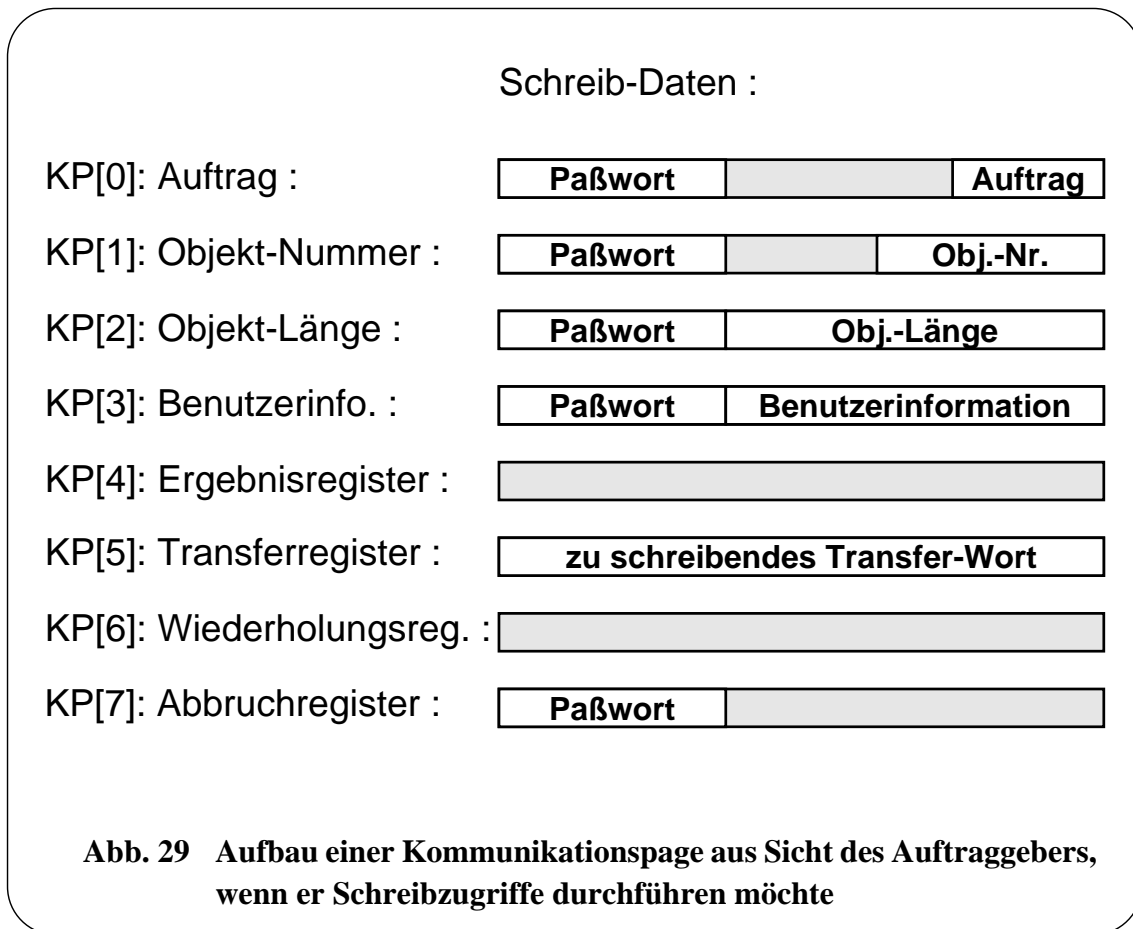 Schreib-Daten :
KP[0]: Auftrag : Paßwort Auftrag
KP[1]: Objekt-Nummer : Paßwort Obj.-Nr.
KP[2]: Objekt-Länge : Paßwort Obj.-Länge
KP[3]: Benutzerinfo. : Paßwort Benutzerinformation
KP[4]: Ergebnisregister :
KP[5]: Transferregister : zu schreibendes Transfer-Wort
KP[6]: Wiederholungsreg. :
KP[7]: Abbruchregister : Paßwort
Abb. 29 Aufbau einer Kommunikationspage aus Sicht des Auftraggebers,
wenn er Schreibzugriffe durchführen möchte